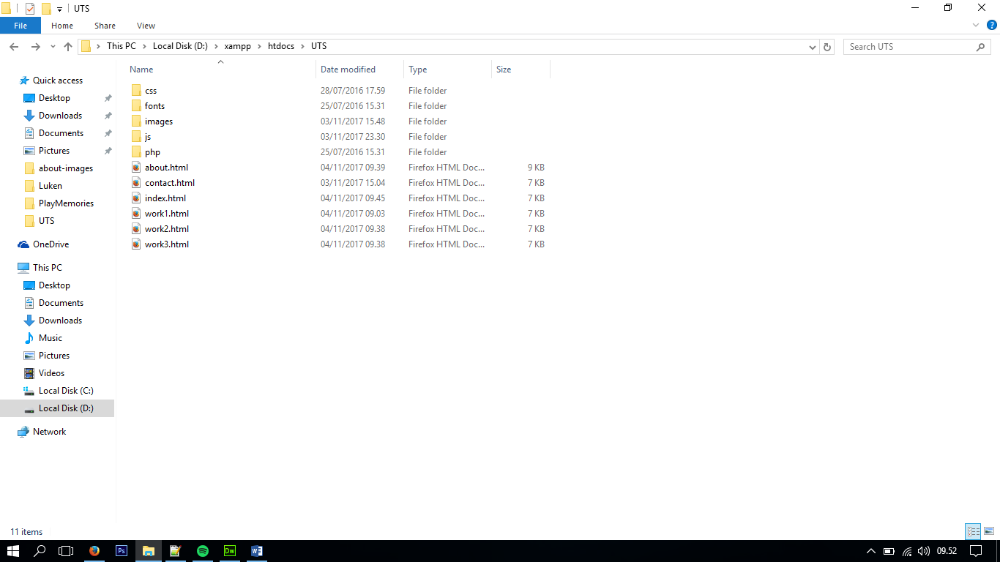 UTS
File Home Share View
This PC Local Disk (D:) xampp htdocs UTS Search UTS
Name Date modified Type Size
Quick access
Desktop
Downloads
Documents
Pictures
about-images
Luken
PlayMemories
UTS
OneDrive
This PC
Desktop
Documents
Downloads
Music
Pictures
Videos
Local Disk (C:)
Local Disk (D:)
Network
css 28/07/2016 17.59 File folder
fonts 25/07/2016 15.31 File folder
images 03/11/2017 15.48 File folder
js 03/11/2017 23.30 File folder
php 25/07/2016 15.31 File folder
about.html 04/11/2017 09.39 Firefox HTML Doc... 9 KB
contact.html 03/11/2017 15.04 Firefox HTML Doc... 7 KB
index.html 04/11/2017 09.45 Firefox HTML Doc... 7 KB
work1.html 04/11/2017 09.03 Firefox HTML Doc... 7 KB
work2.html 04/11/2017 09.38 Firefox HTML Doc... 7 KB
work3.html 04/11/2017 09.38 Firefox HTML Doc... 7 KB
11 items
Ps Dw W 09.52